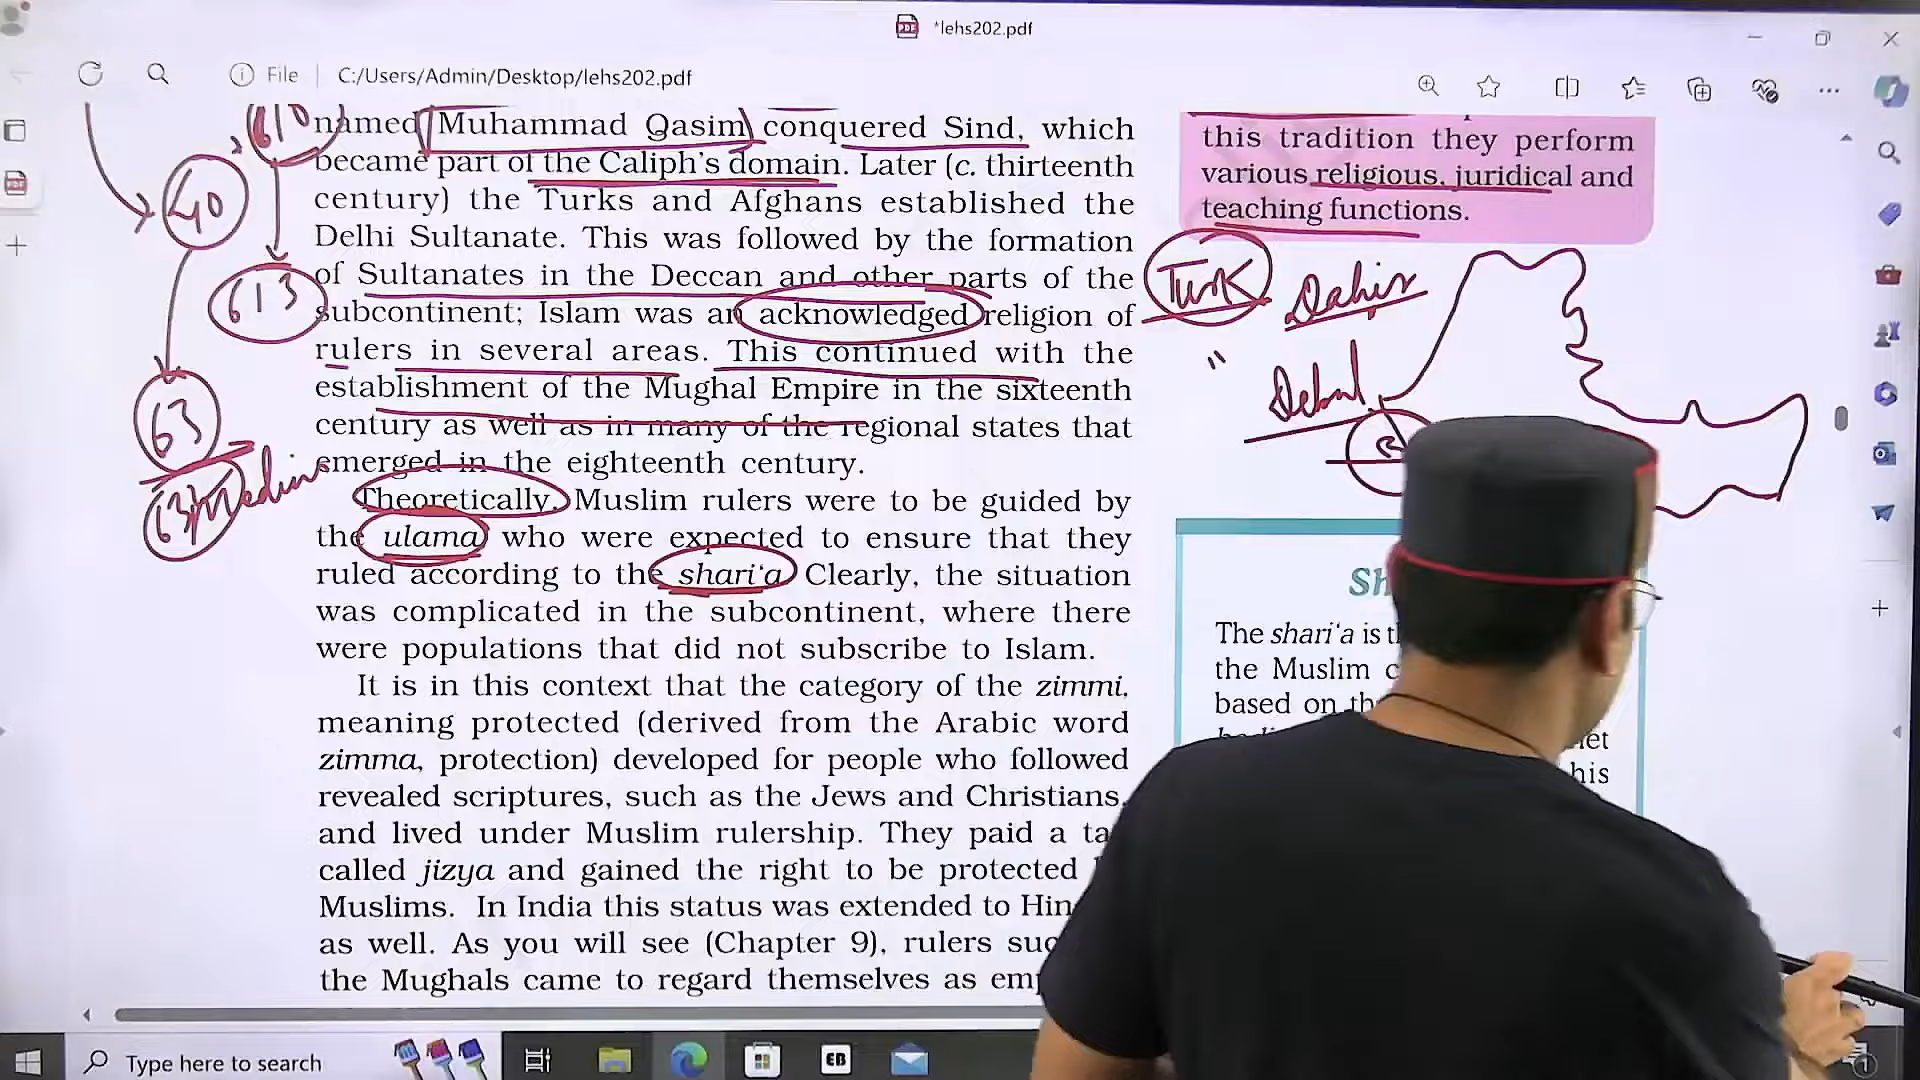 *lehs202.pdf
File
C:/Users/Admin/Desktop/lehs202.pdf
named Muhammad Qasim conquered Sind, which
became part of the Caliph's domain. Later (c. thirteenth
century) the Turks and Afghans established the
Delhi Sultanate. This was followed by the formation
of Sultanates in the Deccan and other parts of the
subcontinent; Islam was an acknowledged religion of
rulers in several areas. This continued with the
establishment of the Mughal Empire in the sixteenth
century as well as in many of the regional states that
emerged in the eighteenth century.
Theoretically, Muslim rulers were to be guided by
the ulama who were expected to ensure that they
ruled according to the shari'a Clearly, the situation
was complicated in the subcontinent, where there
were populations that did not subscribe to Islam.
It is in this context that the category of the zimmi,
meaning protected (derived from the Arabic word
zimma, protection) developed for people who followed
revealed scriptures, such as the Jews and Christians,
and lived under Muslim rulership. They paid a ta
called jizya and gained the right to be protected
Muslims. In India this status was extended to Hin
as well. As you will see (Chapter 9), rulers suc
the Mughals came to regard themselves as em
610
40
613
63
Medina
this tradition they perform
various religious, juridical and
teaching functions.
Turk
Dahir
Debal
Sh
The shari'a is t
the Muslim c
based on th
his
Type here to search
EB